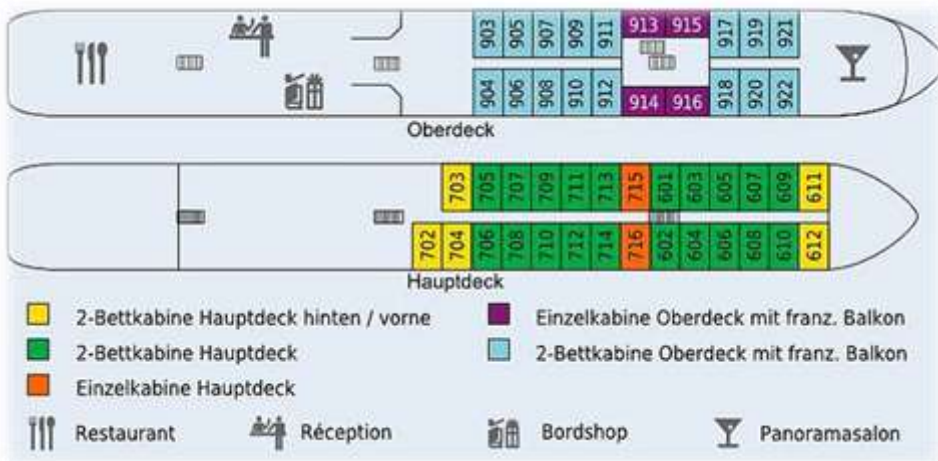 903 905 907 909 911 913 915 917 919 921
904 906 908 910 912 914 916 918 920 922
Oberdeck
703 705 707 709 711 713 715 601 603 605 607 609 611
702 704 706 708 710 712 714 716 602 604 606 608 610 612
Hauptdeck
2-Bettkabine Hauptdeck hinten / vorne
2-Bettkabine Hauptdeck
Einzelkabine Hauptdeck
Einzelkabine Oberdeck mit franz. Balkon
2-Bettkabine Oberdeck mit franz. Balkon
Restaurant
Réception
Bordshop
Panoramasalon